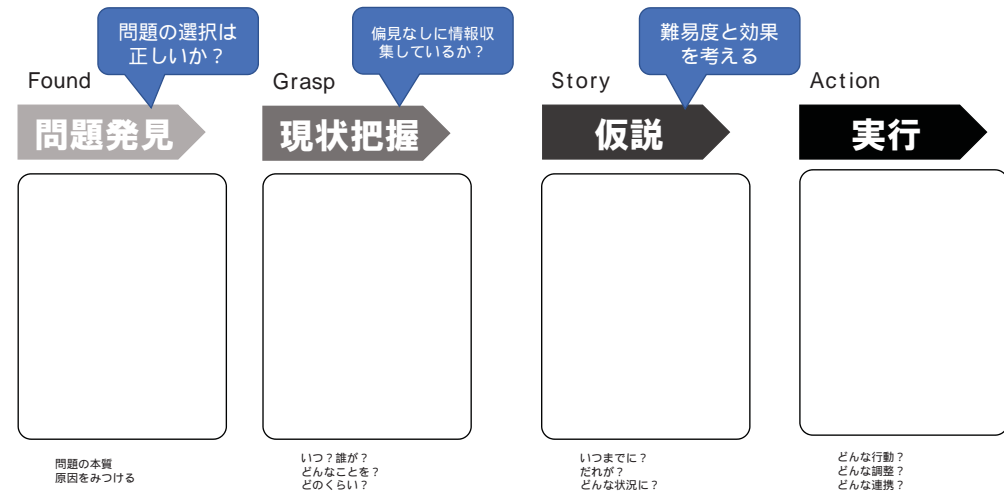 問題の選択は
正しいか？
偏見なしに情報収
集しているか？
難易度と効果
を考える
Found
Grasp
Story
Action
問題発見
現状把握
仮説
実行
問題の本質
原因をみつける
いつ？誰が？
どんなことを？
どのくらい？
いつまでに？
だれが？
どんな状況に？
どんな行動？
どんな調整？
どんな連携？